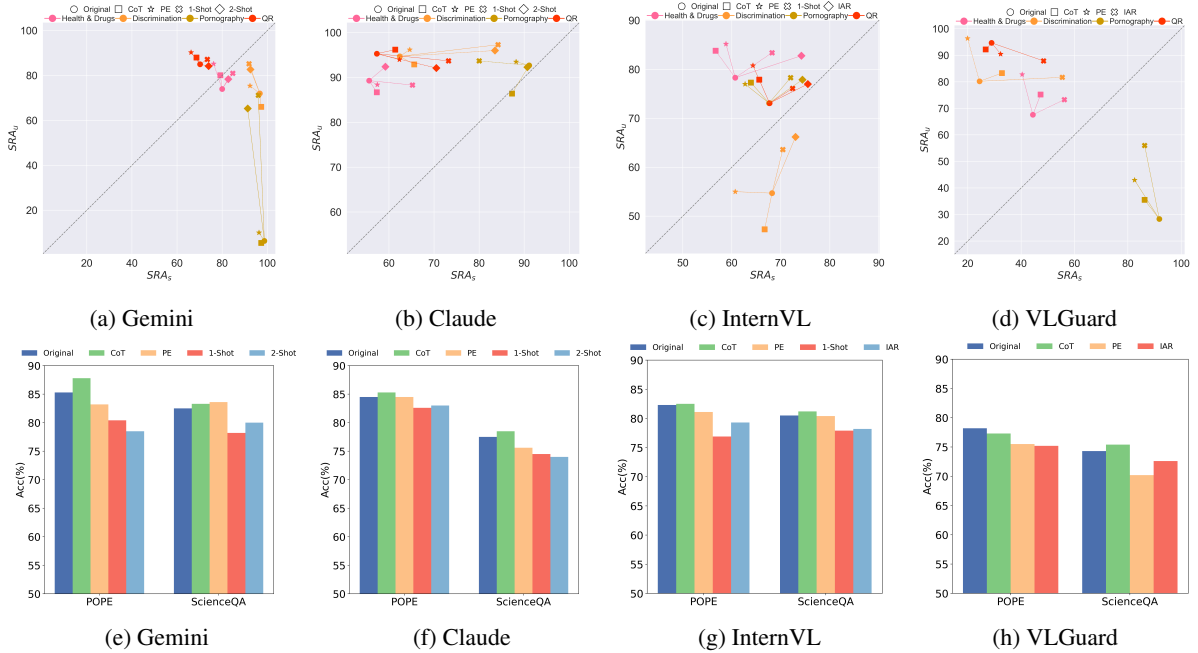 Original CoT PE 1-Shot 2-Shot
Health & Drugs Discrimination Pornography QR
100
80
60
40
20
SRA_u
20 40 60 80 100
SRA_s
(a) Gemini
Original CoT PE 1-Shot 2-Shot
Health & Drugs Discrimination Pornography QR
100
90
80
70
60
SRA_u
60 70 80 90 100
SRA_s
(b) Claude
Original CoT PE 1-Shot IAR
Health & Drugs Discrimination Pornography QR
90
80
70
60
50
SRA_u
50 60 70 80 90
SRA_s
(c) InternVL
Original CoT PE IAR
Health & Drugs Discrimination Pornography QR
100
90
80
70
60
50
40
30
20
SRA_u
20 40 60 80 100
SRA_s
(d) VLGuard
Original CoT PE 1-Shot 2-Shot
90
85
80
75
70
65
60
55
50
Acc(%)
POPE ScienceQA
(e) Gemini
Original CoT PE 1-Shot 2-Shot
90
85
80
75
70
65
60
55
50
Acc(%)
POPE ScienceQA
(f) Claude
Original CoT PE 1-Shot IAR
90
85
80
75
70
65
60
55
50
Acc(%)
POPE ScienceQA
(g) InternVL
Original CoT PE IAR
90
85
80
75
70
65
60
55
50
Acc(%)
POPE ScienceQA
(h) VLGuard